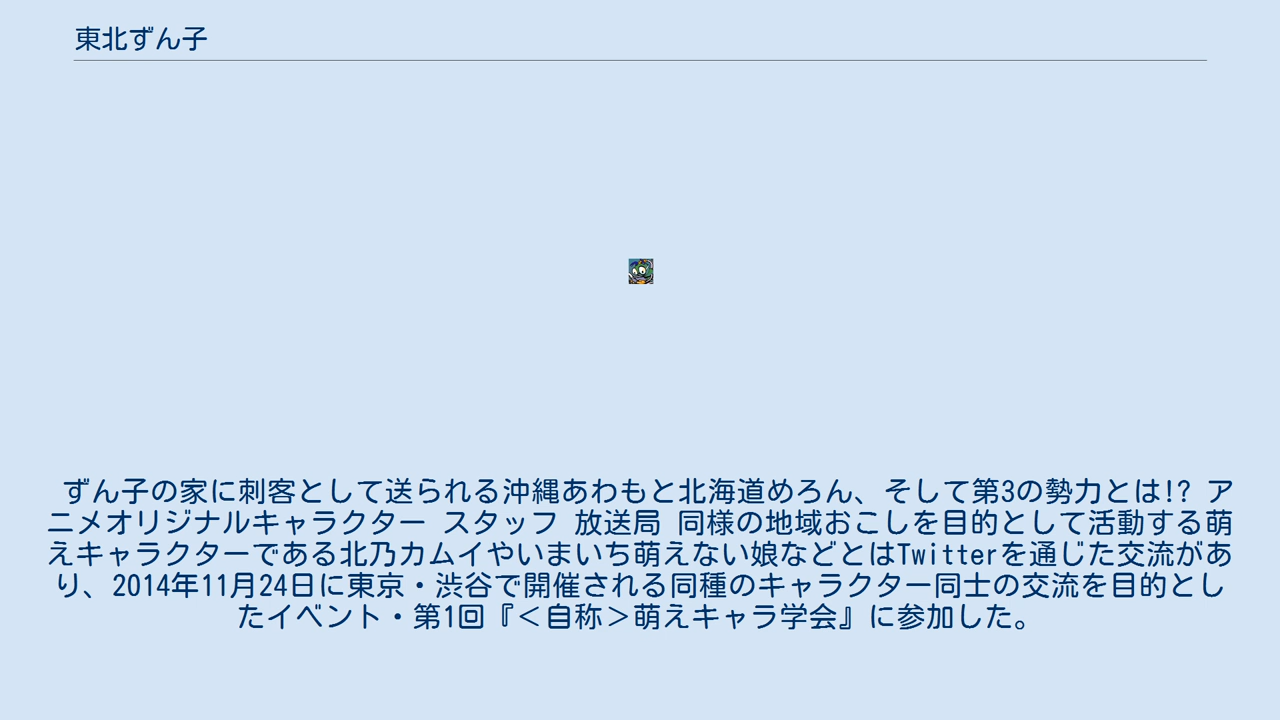 東北ずん子
ずん子の家に刺客として送られる沖縄あわもと北海道めろん、そして第3の勢力とは!? ア
ニメオリジナルキャラクター スタッフ 放送局 同様の地域おこしを目的として活動する萌
えキャラクターである北乃カムイやいまいち萌えない娘などとはTwitterを通じた交流があ
り、2014年11月24日に東京・渋谷で開催される同種のキャラクター同士の交流を目的とし
たイベント・第1回『＜自称＞萌えキャラ学会』に参加した。